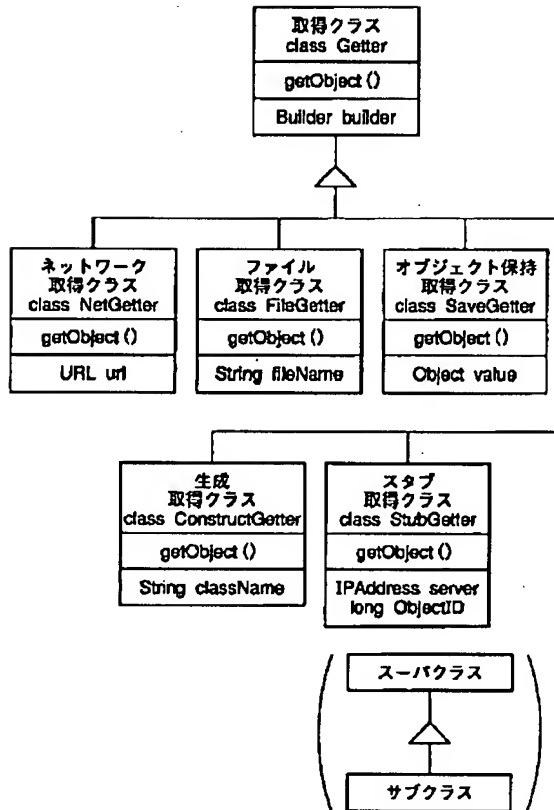 取得クラス
class Getter
getObject()
Builder builder
ネットワーク
取得クラス
class NetGetter
getObject()
URL url
ファイル
取得クラス
class FileGetter
getObject()
String fileName
オブジェクト保持
取得クラス
class SaveGetter
getObject()
Object value
生成
取得クラス
class ConstructGetter
getObject()
String className
スタブ
取得クラス
class StubGetter
getObject()
IPAddress server
long ObjectID
スーパクラス
サブクラス